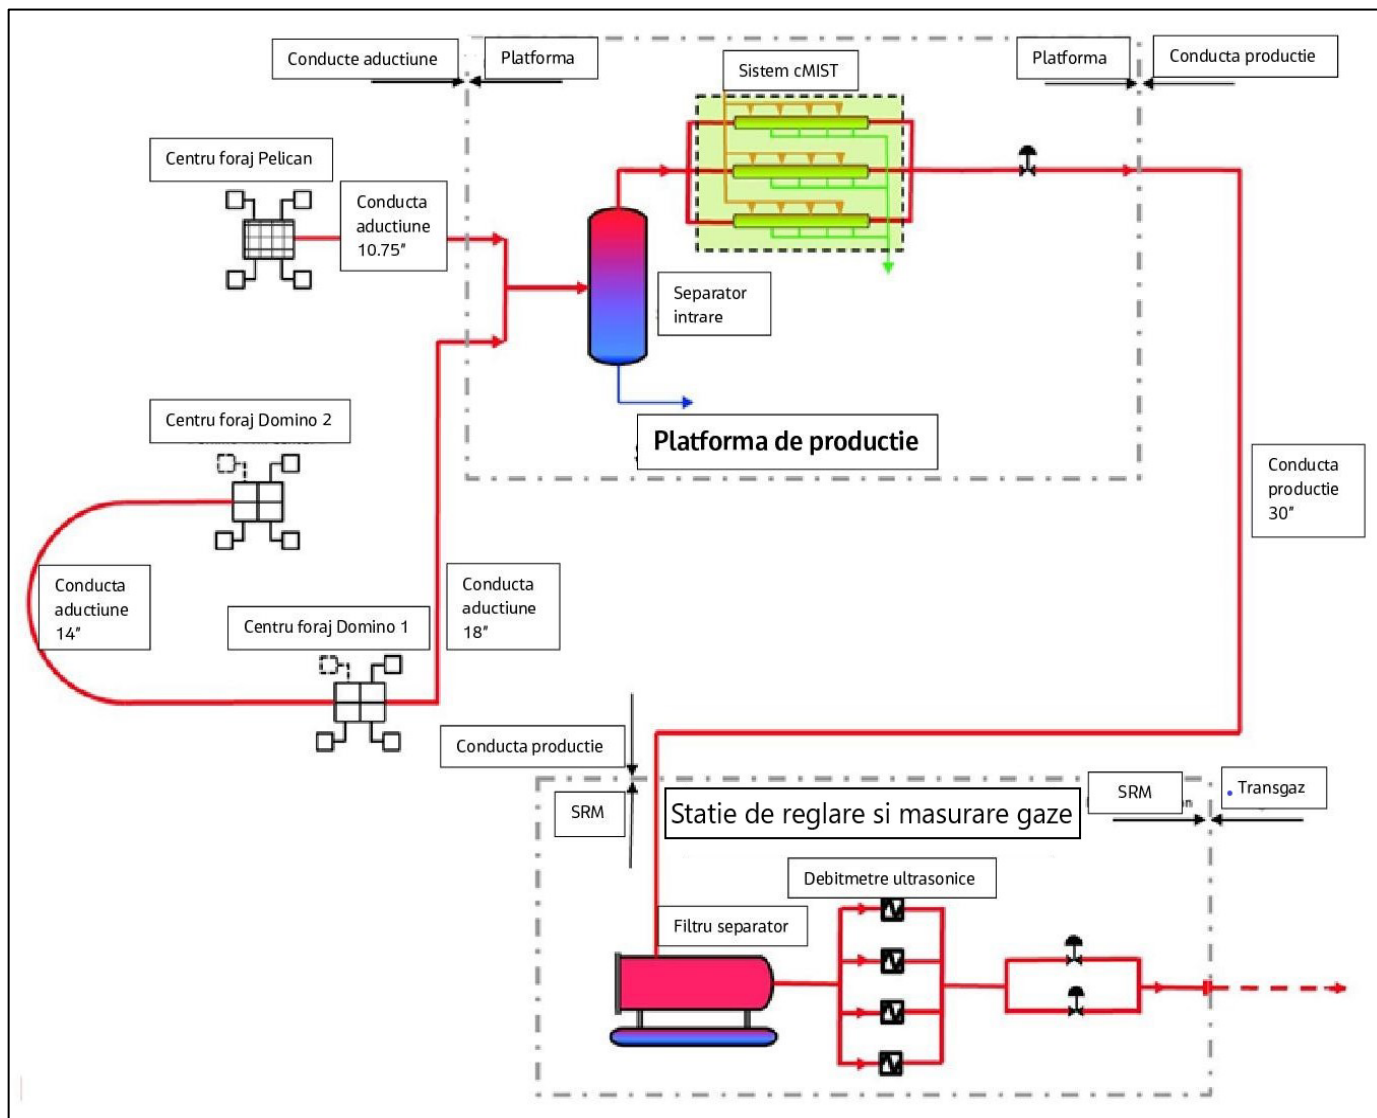 Conducte aductiune
Platforma
Sistem cMIST
Platforma
Conducta productie
Centru foraj Pelican
Conducta
aductiune
10.75”
Separator
intrare
Centru foraj Domino 2
Platforma de productie
Conducta
productie
30”
Conducta
aductiune
14”
Conducta
aductiune
18”
Centru foraj Domino 1
Conducta productie
SRM
Statie de reglare si masurare gaze
SRM
Transgaz
Debitmetre ultrasonice
Filtru separator